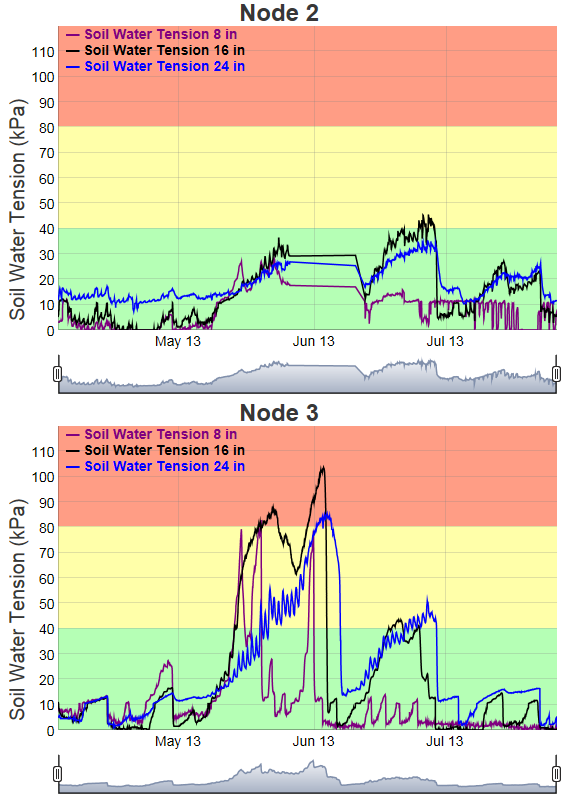 Node 2
Soil Water Tension 8 in
Soil Water Tension 16 in
Soil Water Tension 24 in
Soil Water Tension (kPa)
110
100
90
80
70
60
50
40
30
20
10
0
May 13
Jun 13
Jul 13
Node 3
Soil Water Tension 8 in
Soil Water Tension 16 in
Soil Water Tension 24 in
Soil Water Tension (kPa)
110
100
90
80
70
60
50
40
30
20
10
0
May 13
Jun 13
Jul 13